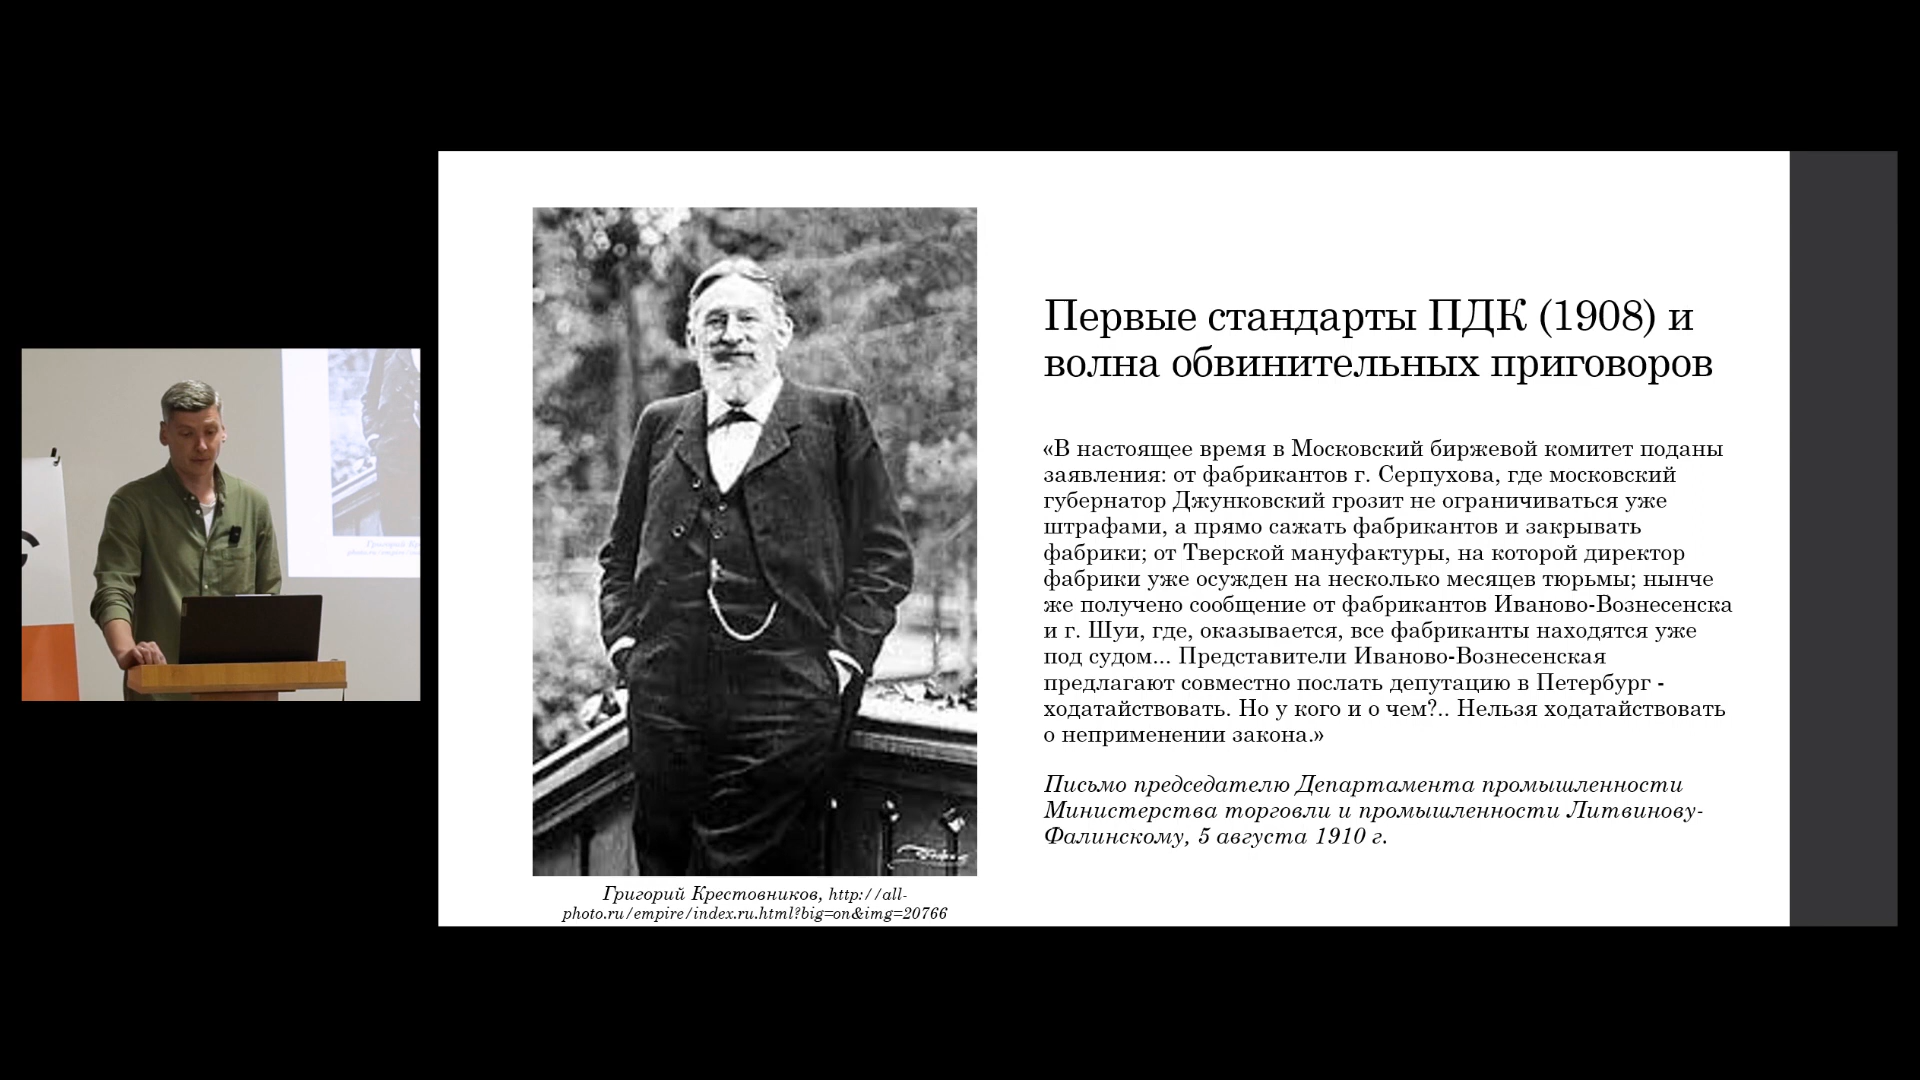 Первые стандарты ПДК (1908) и
волна обвинительных приговоров
«В настоящее время в Московский биржевой комитет поданы
заявления: от фабрикантов г. Серпухова, где московский
губернатор Джунковский грозит не ограничиваться уже
штрафами, а прямо сажать фабрикантов и закрывать
фабрики; от Тверской мануфактуры, на которой директор
фабрики уже осужден на несколько месяцев тюрьмы; нынче
же получено сообщение от фабрикантов Иваново-Вознесенска
и г. Шуи, где, оказывается, все фабриканты находятся уже
под судом... Представители Иваново-Вознесенская
предлагают совместно послать депутацию в Петербург -
ходатайствовать. Но у кого и о чем?.. Нельзя ходатайствовать
о неприменении закона.»
Письмо председателю Департамента промышленности
Министерства торговли и промышленности Литвинову-
Фалинскому, 5 августа 1910 г.
Григорий Крестовников, http://all-
photo.ru/empire/index.ru.html?big=on&img=20766